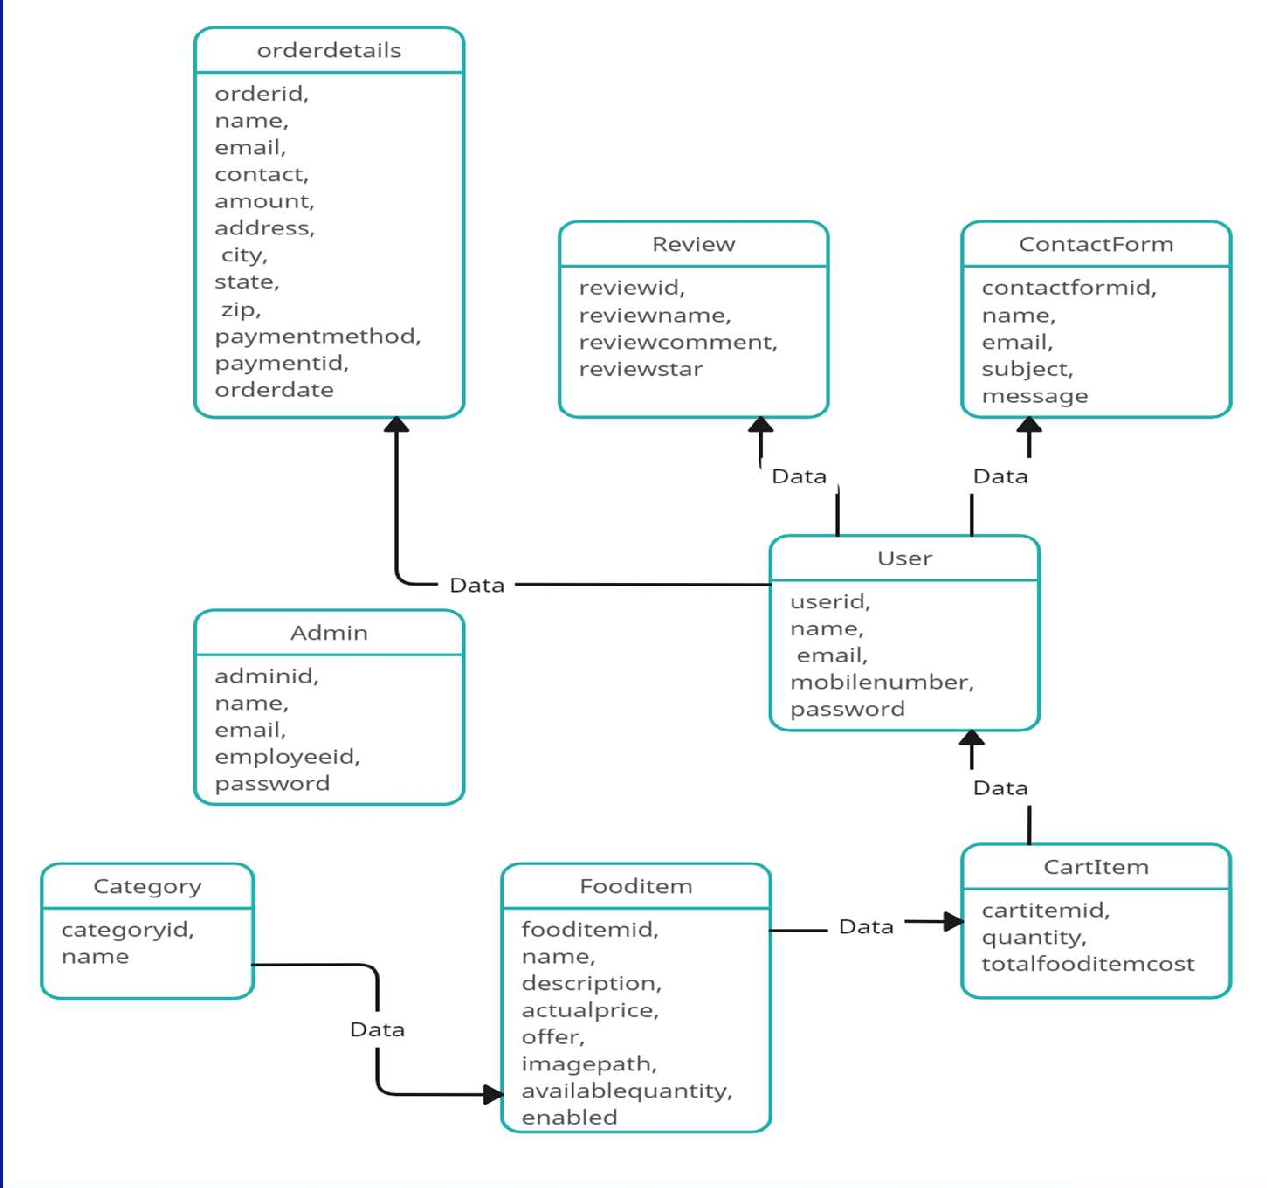 orderdetails
orderid,
name,
email,
contact,
amount,
address,
city,
state,
zip,
paymentmethod,
paymentid,
orderdate
Review
reviewid,
reviewname,
reviewcomment,
reviewstar
ContactForm
contactformid,
name,
email,
subject,
message
Data
Data
Data
User
userid,
name,
email,
mobilenumber,
password
Admin
adminid,
name,
email,
employeeid,
password
Data
Category
categoryid,
name
Data
Fooditem
fooditemid,
name,
description,
actualprice,
offer,
imagepath,
availablequantity,
enabled
Data
CartItem
cartitemid,
quantity,
totalfooditemcost